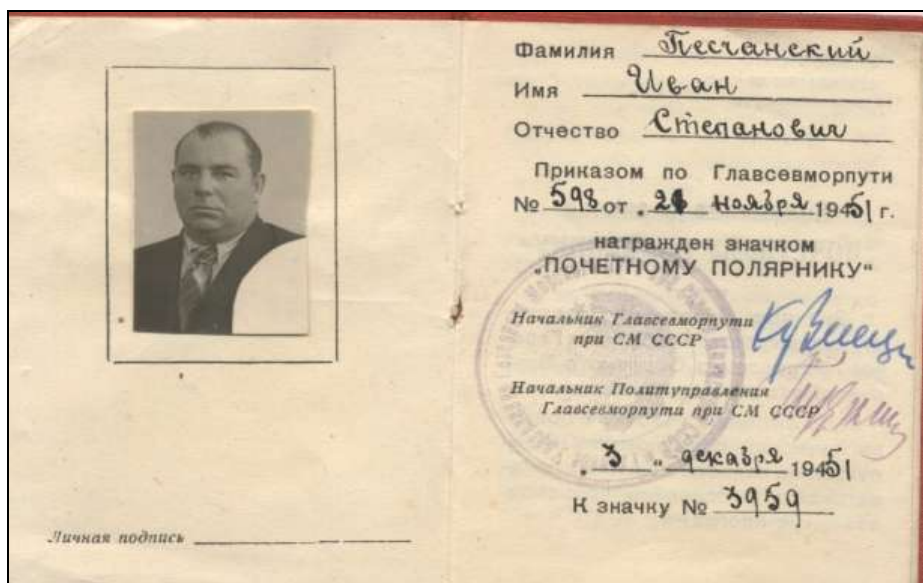 Личная подпись
Фамилия Песчанский
Имя Иван
Отчество Степанович
Приказом по Главсевморпути
№ 598 от „21 ноября 1951 г.
награжден значком
„ПОЧЕТНОМУ ПОЛЯРНИКУ“
Начальник Главсевморпути
при СМ СССР
Начальник Политуправления
Главсевморпути при СМ СССР
„3“ декабря 1951
К значку № 3959